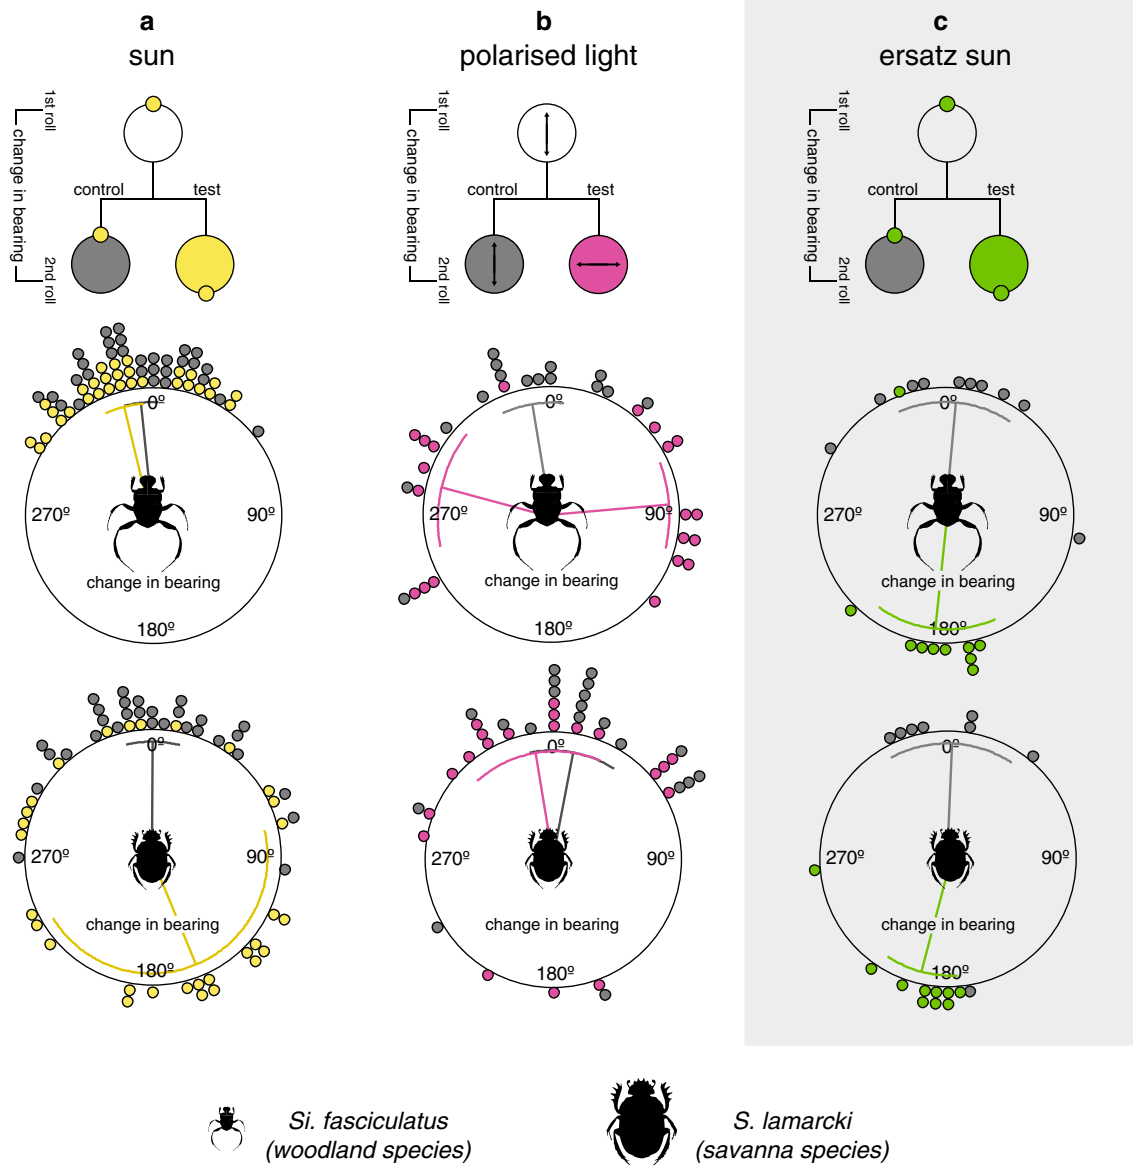 a
sun
1st roll
change in bearing
2nd roll
control
test
b
polarised light
1st roll
change in bearing
2nd roll
control
test
c
ersatz sun
1st roll
change in bearing
2nd roll
control
test
0º
270º
90º
change in bearing
180º
0º
270º
90º
change in bearing
180º
0º
270º
90º
change in bearing
180º
0º
270º
90º
change in bearing
180º
0º
270º
90º
change in bearing
180º
0º
270º
90º
change in bearing
180º
Si. fasciculatus
(woodland species)
S. lamarcki
(savanna species)